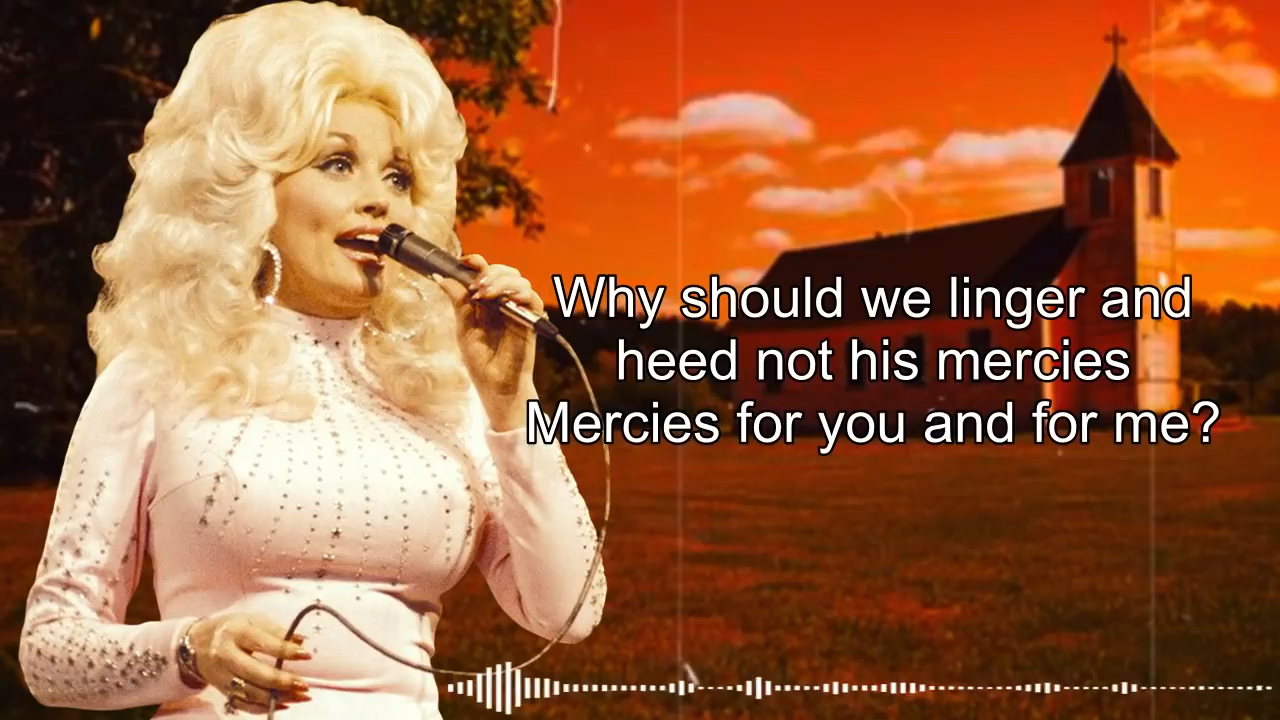 Why should we linger and
heed not his mercies
Mercies for you and for me?